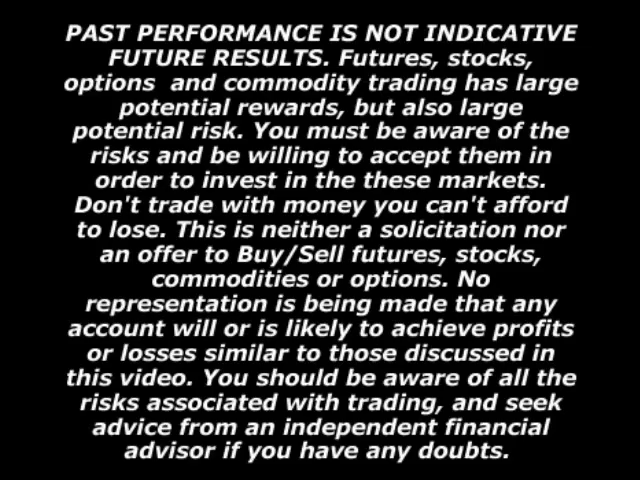 PAST PERFORMANCE IS NOT INDICATIVE
FUTURE RESULTS. Futures, stocks,
options  and commodity trading has large
potential rewards, but also large
potential risk. You must be aware of the
risks and be willing to accept them in
order to invest in the these markets.
Don't trade with money you can't afford
to lose. This is neither a solicitation nor
an offer to Buy/Sell futures, stocks,
commodities or options. No
representation is being made that any
account will or is likely to achieve profits
or losses similar to those discussed in
this video. You should be aware of all the
risks associated with trading, and seek
advice from an independent financial
advisor if you have any doubts.